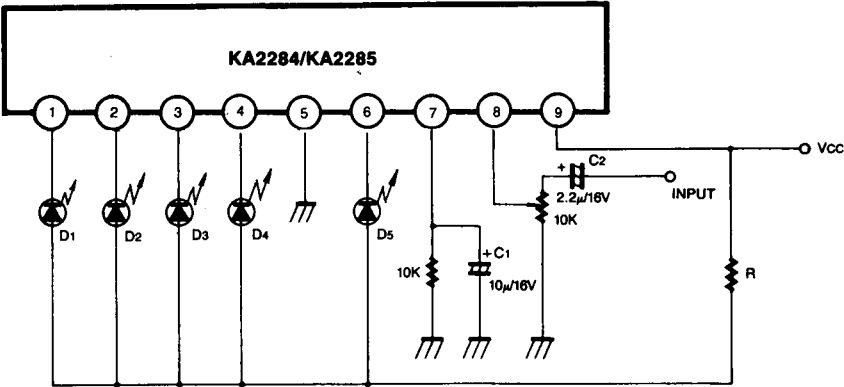 KA2284/KA2285
1 2 3 4 5 6 7 8 9
VCC
+ C2
INPUT
2.2μ/16V
10K
D1 D2 D3 D4 D5
+ C1
10K
10μ/16V
R